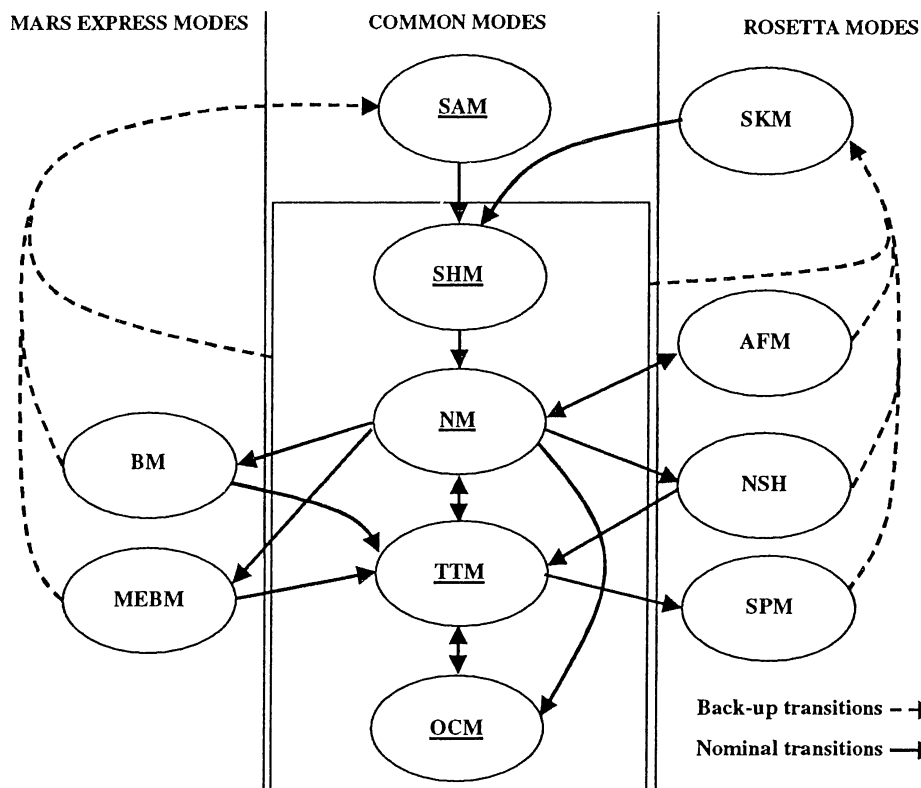 MARS EXPRESS MODES
COMMON MODES
ROSETTA MODES
SAM
SKM
SHM
AFM
NM
BM
NSH
TTM
MEBM
SPM
OCM
Back-up transitions
Nominal transitions